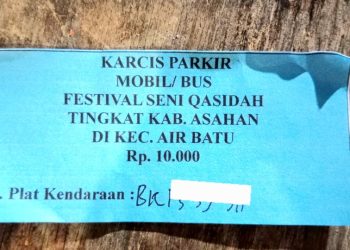 KARCIS PARKIR
MOBIL/ BUS
FESTIVAL SENI QASIDAH
TINGKAT KAB. ASAHAN
DI KEC. AIR BATU
Rp. 10.000
. Plat Kendaraan :